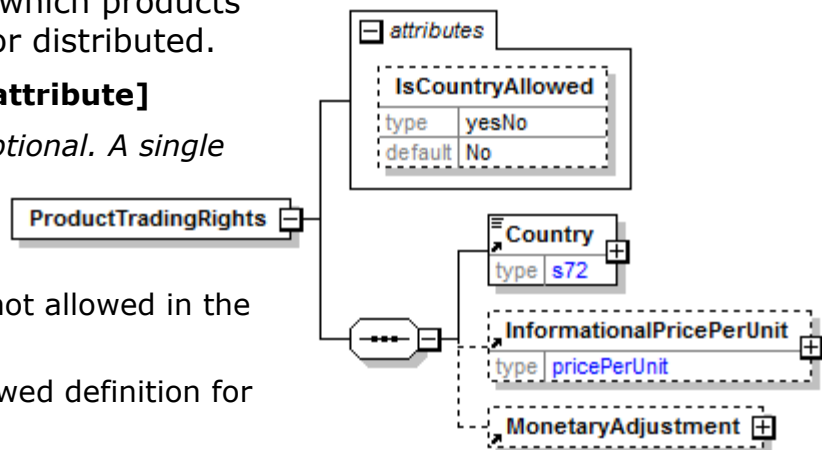 which products
or distributed.
attribute]
otional. A single
not allowed in the
wed definition for
attributes
IsCountryAllowed
type yesNo
default No
ProductTradingRights
Country
type s72
InformationalPricePerUnit
type pricePerUnit
MonetaryAdjustment